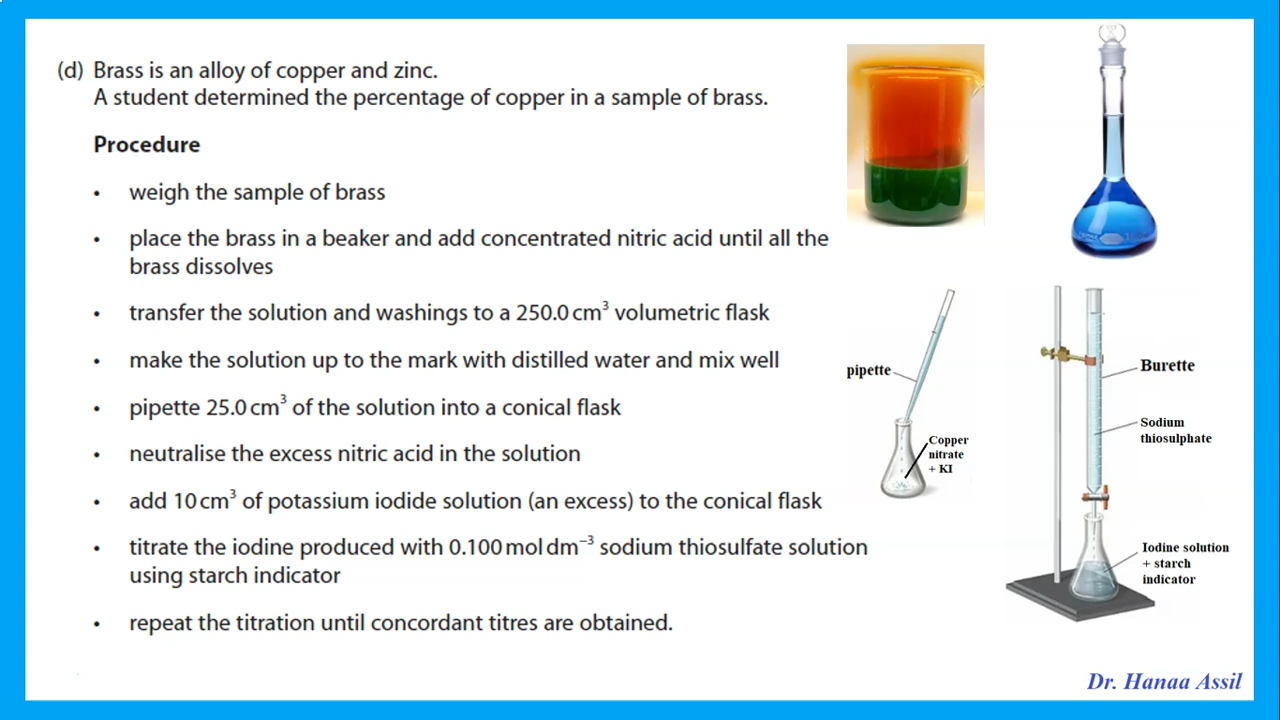 (d) Brass is an alloy of copper and zinc.
A student determined the percentage of copper in a sample of brass.
Procedure
• weigh the sample of brass
• place the brass in a beaker and add concentrated nitric acid until all the
brass dissolves
• transfer the solution and washings to a 250.0 cm³ volumetric flask
• make the solution up to the mark with distilled water and mix well
• pipette 25.0 cm³ of the solution into a conical flask
• neutralise the excess nitric acid in the solution
• add 10 cm³ of potassium iodide solution (an excess) to the conical flask
• titrate the iodine produced with 0.100 mol dm⁻³ sodium thiosulfate solution
using starch indicator
• repeat the titration until concordant titres are obtained.
pipette
Copper
nitrate
+ KI
Burette
Sodium
thiosulphate
Iodine solution
+ starch
indicator
Dr. Hanaa Assil